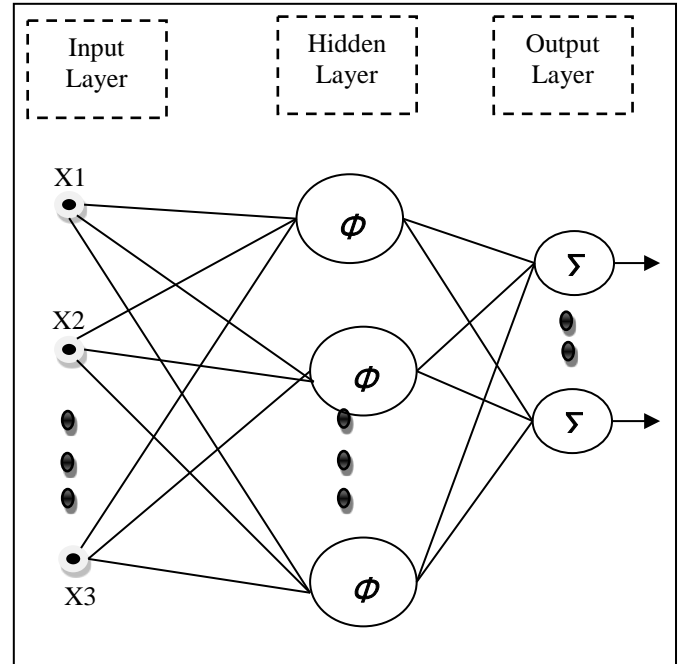 Input
Layer
Hidden
Layer
Output
Layer
X1
ϕ
Σ
X2
ϕ
Σ
X3
ϕ